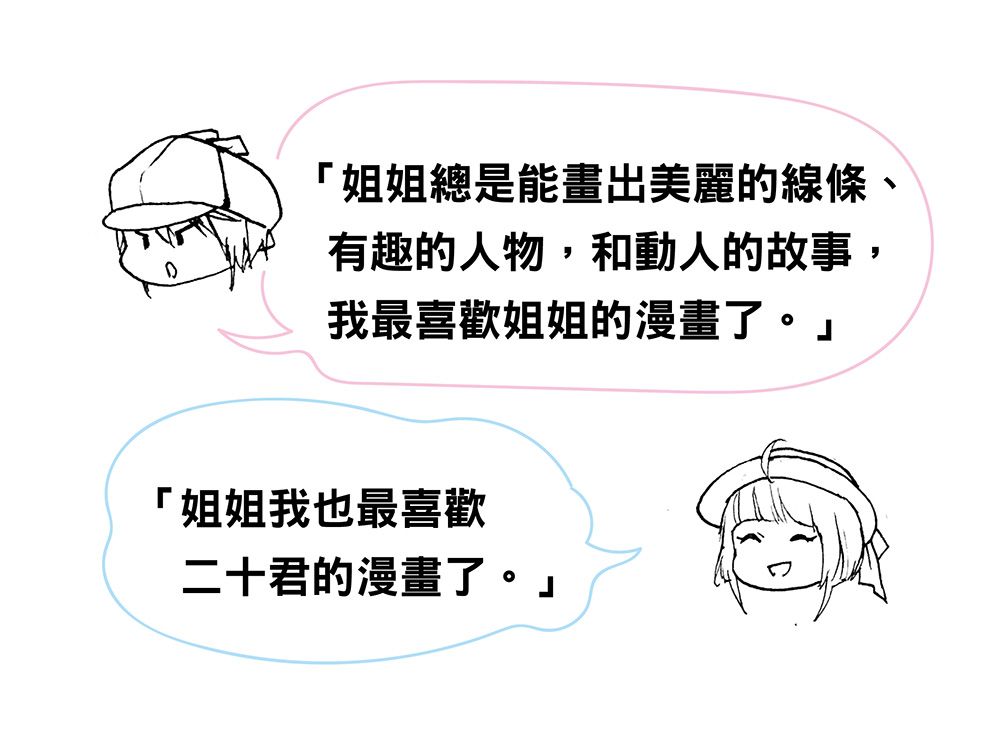 「姐姐總是能畫出美麗的線條、
有趣的人物，和動人的故事，
我最喜歡姐姐的漫畫了。」
「姐姐我也最喜歡
二十君的漫畫了。」